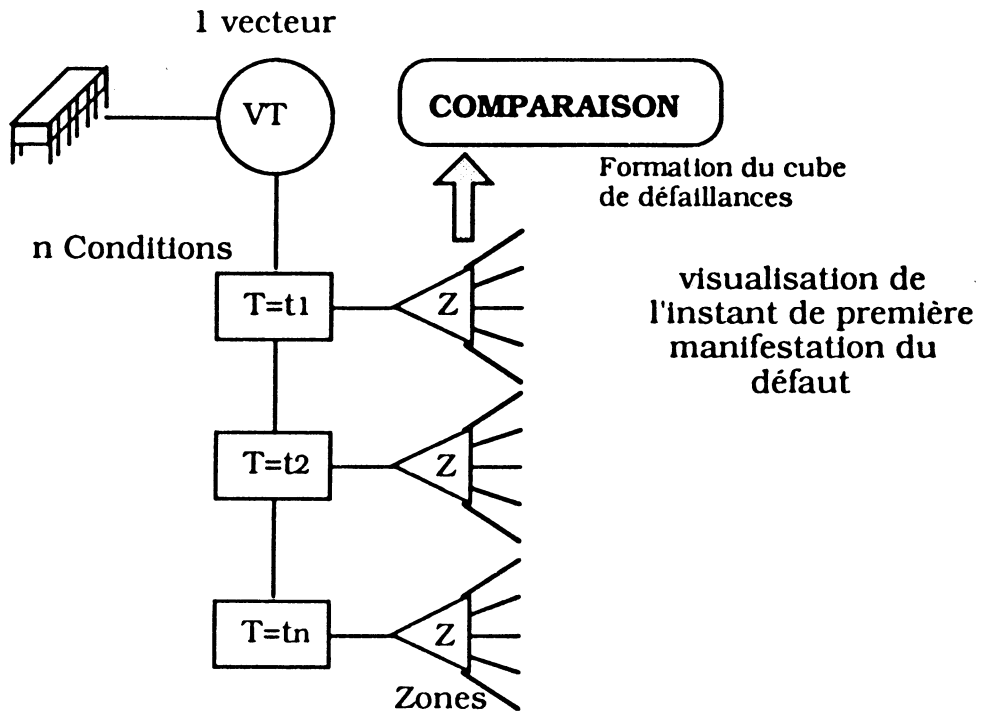 1 vecteur
VT
COMPARAISON
Formation du cube
de défaillances
n Conditions
T=t1
Z
visualisation de
l'instant de première
manifestation du
défaut
T=t2
Z
T=tn
Z
Zones